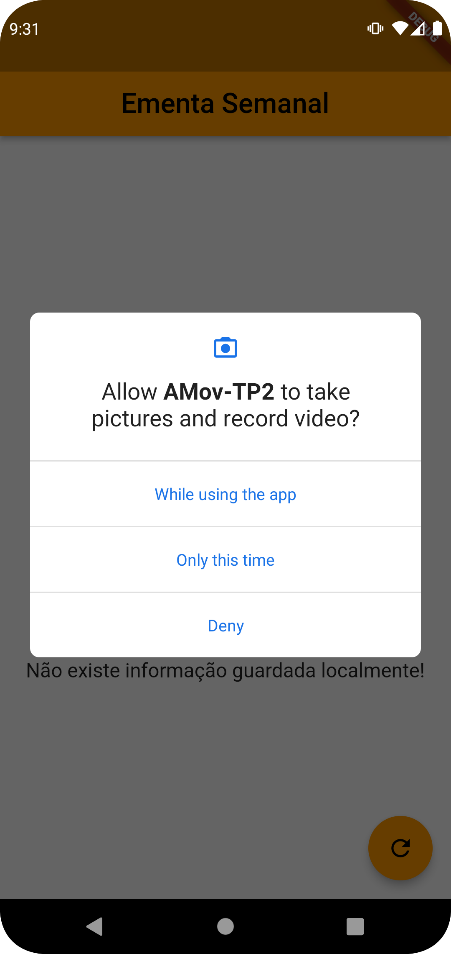 9:31
DEBUG
Ementa Semanal
Allow AMov-TP2 to take
pictures and record video?
While using the app
Only this time
Deny
Não existe informação guardada localmente!